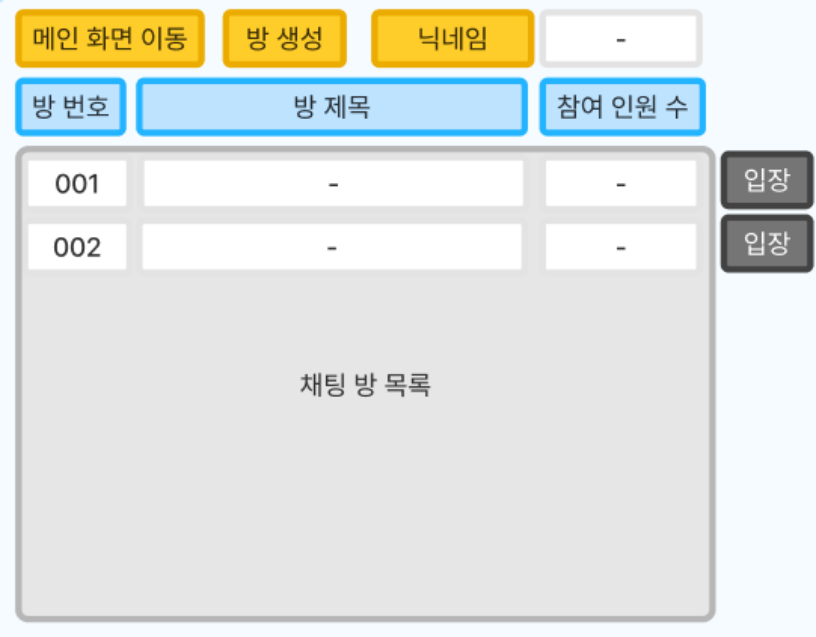 메인 화면 이동 방 생성 닉네임 -
방 번호 방 제목 참여 인원 수
001 - - 입장
002 - - 입장
채팅 방 목록